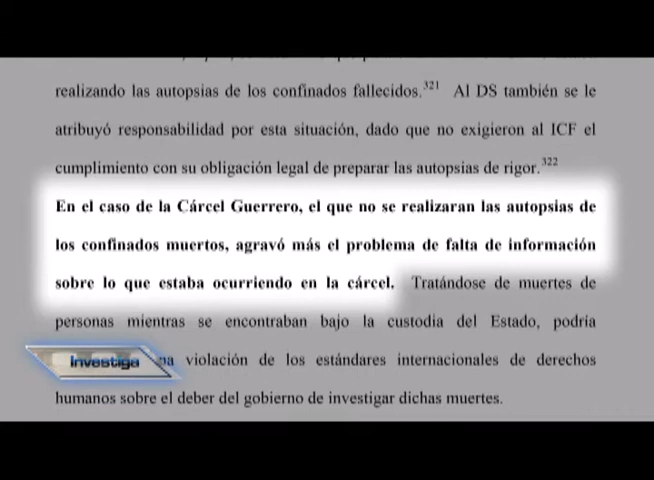 realizando las autopsias de los confinados fallecidos.321 Al DS también se le
atribuyó responsabilidad por esta situación, dado que no exigieron al ICF el
cumplimiento con su obligación legal de preparar las autopsias de rigor.322
En el caso de la Cárcel Guerrero, el que no se realizaran las autopsias de
los confinados muertos, agravó más el problema de falta de información
sobre lo que estaba ocurriendo en la cárcel. Tratándose de muertes de
personas mientras se encontraban bajo la custodia del Estado, podría
Investiga violación de los estándares internacionales de derechos
humanos sobre el deber del gobierno de investigar dichas muertes.